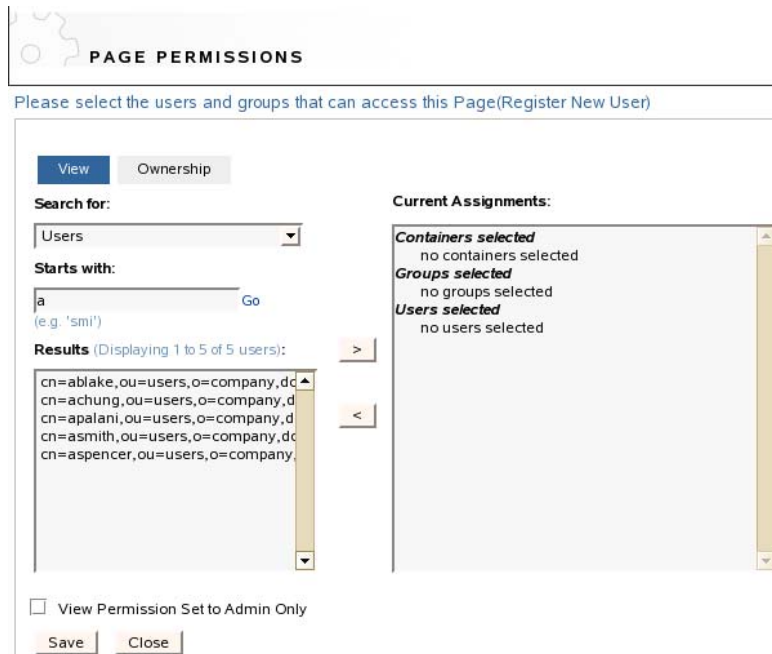 PAGE PERMISSIONS
Please select the users and groups that can access this Page(Register New User)
View
Ownership
Search for:
Users
Starts with:
a
Go
(e.g. 'smi')
Results (Displaying 1 to 5 of 5 users):
cn=ablake,ou=users,o=company,dc
cn=achung,ou=users,o=company,d
cn=apalani,ou=users,o=company,d
cn=asmith,ou=users,o=company,dc
cn=aspencer,ou=users,o=company,
>
<
Current Assignments:
Containers selected
no containers selected
Groups selected
no groups selected
Users selected
no users selected
View Permission Set to Admin Only
Save
Close